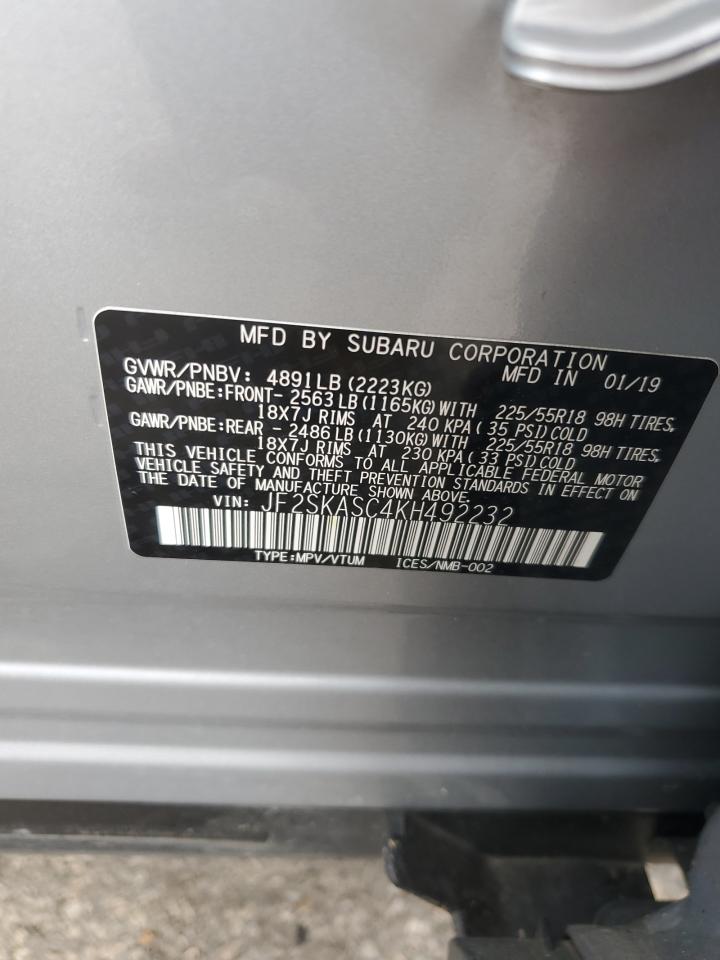 MFD BY SUBARU CORPORATION
GVWR/PNBV: 4891LB(2223KG) MFD IN 01/19
GAWR/PNBE:FRONT- 2563LB(1165KG)WITH 225/55R18 98H TIRES,
18X7J RIMS AT 240 KPA( 35 PSI)COLD
GAWR/PNBE:REAR - 2486LB(1130KG)WITH 225/55R18 98H TIRES,
18X7J RIMS AT 230 KPA( 33 PSI)COLD
THIS VEHICLE CONFORMS TO ALL APPLICABLE FEDERAL MOTOR
VEHICLE SAFETY AND THEFT PREVENTION STANDARDS IN EFFECT ON
THE DATE OF MANUFACTURE SHOWN ABOVE.
VIN: JF2SKASC4KH492232
TYPE:MPV/VTUM ICES/NMB-002